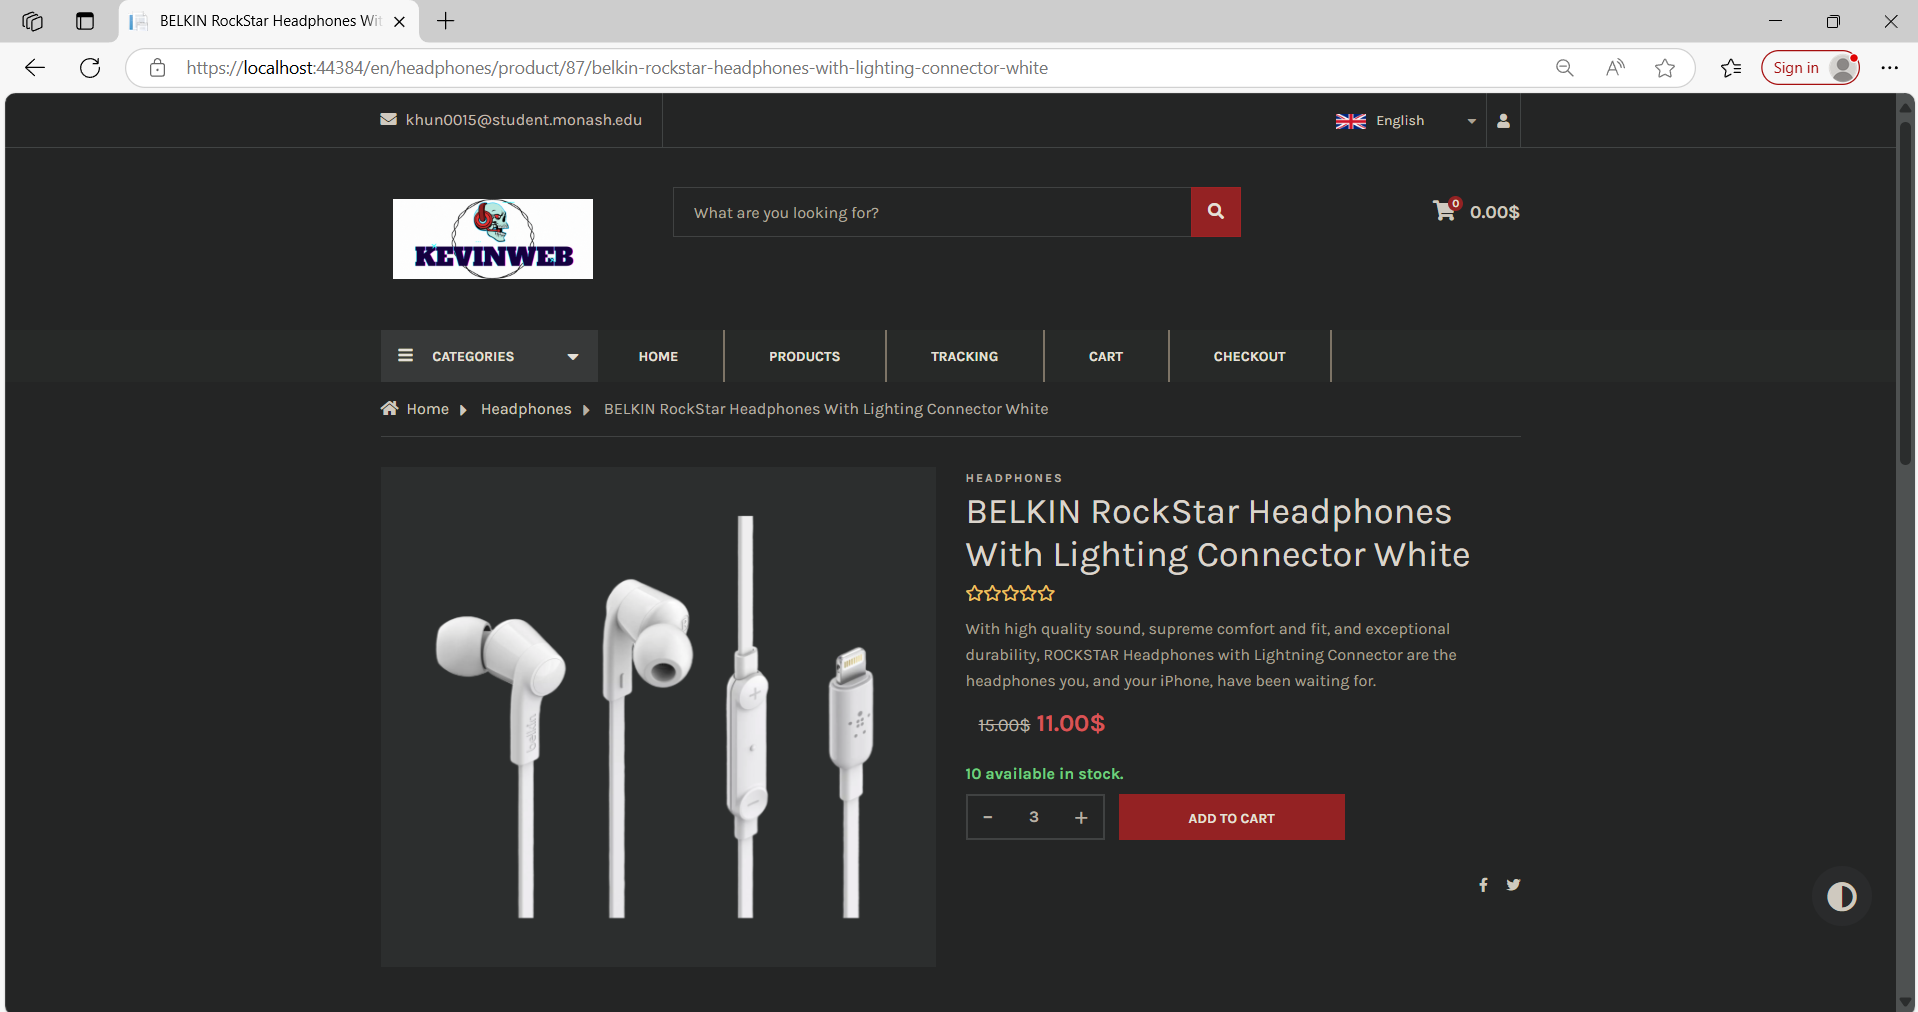 BELKIN RockStar Headphones Wit
https://localhost:44384/en/headphones/product/87/belkin-rockstar-headphones-with-lighting-connector-white
Sign in
khun0015@student.monash.edu
English
KEVINWEB
What are you looking for?
0
0.00$
CATEGORIES
HOME
PRODUCTS
TRACKING
CART
CHECKOUT
Home
Headphones
BELKIN RockStar Headphones With Lighting Connector White
HEADPHONES
BELKIN RockStar Headphones
With Lighting Connector White
With high quality sound, supreme comfort and fit, and exceptional
durability, ROCKSTAR Headphones with Lightning Connector are the
headphones you, and your iPhone, have been waiting for.
15.00$ 11.00$
10 available in stock.
- 3 +
ADD TO CART
belkin